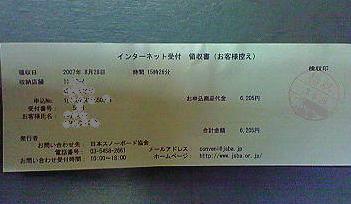 インターネット受付 領収書（お客様控え）
領収日 2007年 8月28日 時間 15時26分 検収印
収納店舗
申込No. お申込商品代金 6,205円
受付番号
お客様氏名
合計金額 6,205円
発行者
お問い合わせ先： 日本スノーボード協会 メールアドレス conveni@jsba.jp
電話番号： 03-5458-2661 ホームページ http://www.jsba.or.jp/
お問い合わせ受付時間： 10:00～18:00